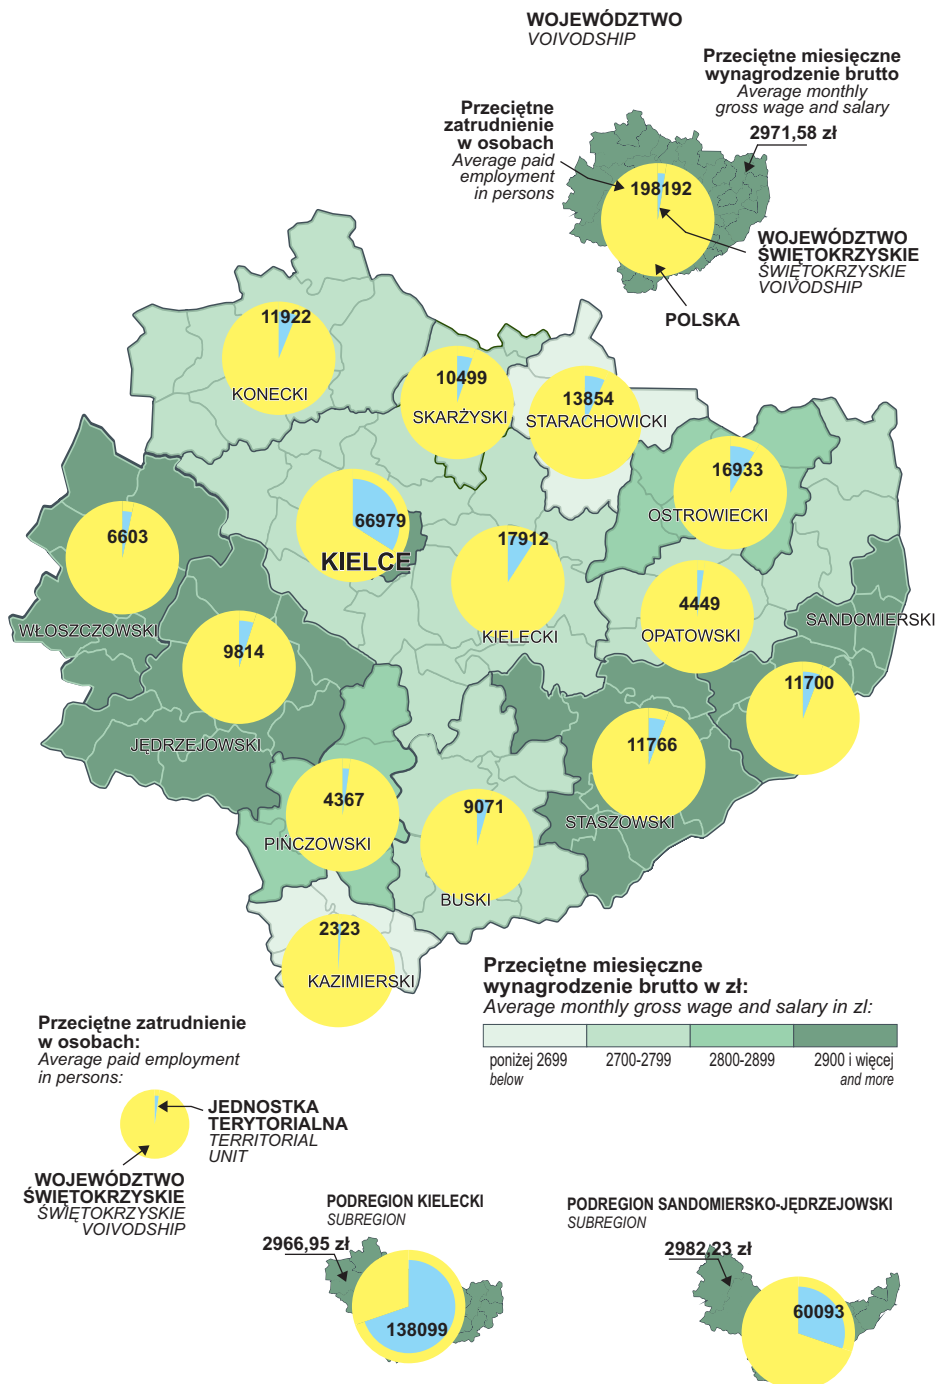 WOJEWÓDZTWO
VOIVODSHIP
Przeciętne miesięczne
wynagrodzenie brutto
Average monthly
gross wage and salary
2971,58 zł
Przeciętne
zatrudnienie
w osobach
Average paid
employment
in persons
198192
WOJEWÓDZTWO
ŚWIĘTOKRZYSKIE
ŚWIĘTOKRZYSKIE
VOIVODSHIP
POLSKA
11922
KONECKI
10499
SKARŻYSKI
13854
STARACHOWICKI
16933
OSTROWIECKI
66979
KIELCE
17912
KIELECKI
6603
WŁOSZCZOWSKI
4449
OPATOWSKI
SANDOMIERSKI
11700
9814
JĘDRZEJOWSKI
11766
STASZOWSKI
4367
PIŃCZOWSKI
9071
BUSKI
2323
KAZIMIERSKI
Przeciętne miesięczne
wynagrodzenie brutto w zł:
Average monthly gross wage and salary in zl:
poniżej 2699
below
2700-2799
2800-2899
2900 i więcej
and more
Przeciętne zatrudnienie
w osobach:
Average paid employment
in persons:
JEDNOSTKA
TERYTORIALNA
TERRITORIAL
UNIT
WOJEWÓDZTWO
ŚWIĘTOKRZYSKIE
ŚWIĘTOKRZYSKIE
VOIVODSHIP
PODREGION KIELECKI
SUBREGION
2966,95 zł
138099
PODREGION SANDOMIERSKO-JĘDRZEJOWSKI
SUBREGION
2982,23 zł
60093